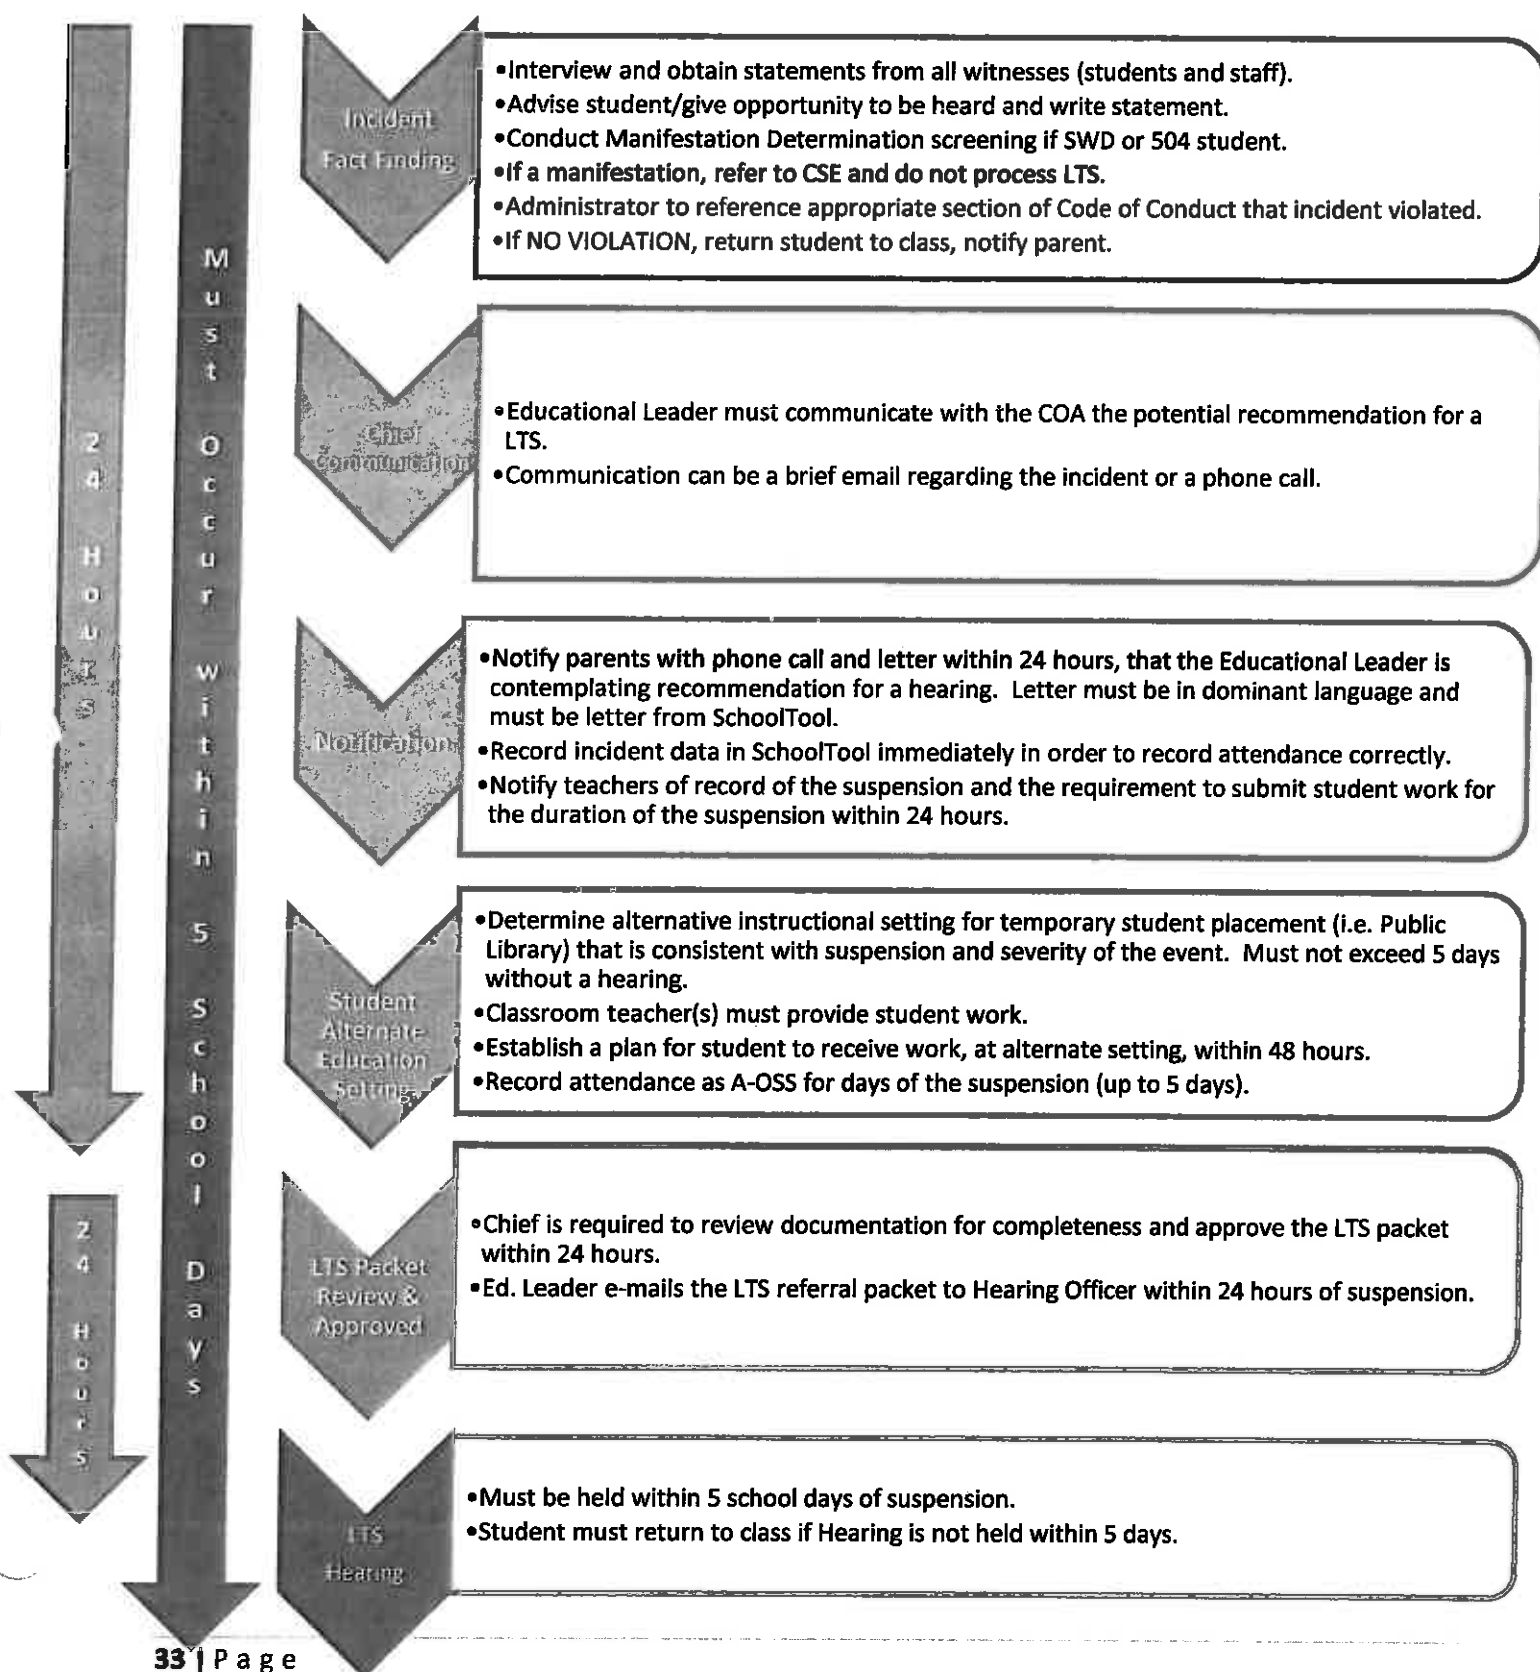 24 Hours
Must Occur within 5 School Days
Incident
Fact Finding
•Interview and obtain statements from all witnesses (students and staff).
•Advise student/give opportunity to be heard and write statement.
•Conduct Manifestation Determination screening if SWD or 504 student.
•If a manifestation, refer to CSE and do not process LTS.
•Administrator to reference appropriate section of Code of Conduct that incident violated.
•If NO VIOLATION, return student to class, notify parent.
Chief
Communication
•Educational Leader must communicate with the COA the potential recommendation for a
LTS.
•Communication can be a brief email regarding the incident or a phone call.
Notification
•Notify parents with phone call and letter within 24 hours, that the Educational Leader is
contemplating recommendation for a hearing. Letter must be in dominant language and
must be letter from SchoolTool.
•Record incident data in SchoolTool immediately in order to record attendance correctly.
•Notify teachers of record of the suspension and the requirement to submit student work for
the duration of the suspension within 24 hours.
Student
Alternate
Education
Setting
•Determine alternative instructional setting for temporary student placement (i.e. Public
Library) that is consistent with suspension and severity of the event. Must not exceed 5 days
without a hearing.
•Classroom teacher(s) must provide student work.
•Establish a plan for student to receive work, at alternate setting, within 48 hours.
•Record attendance as A-OSS for days of the suspension (up to 5 days).
24 Hours
LTS Packet
Review &
Approved
•Chief is required to review documentation for completeness and approve the LTS packet
within 24 hours.
•Ed. Leader e-mails the LTS referral packet to Hearing Officer within 24 hours of suspension.
LTS
Hearing
•Must be held within 5 school days of suspension.
•Student must return to class if Hearing is not held within 5 days.
33 | Page